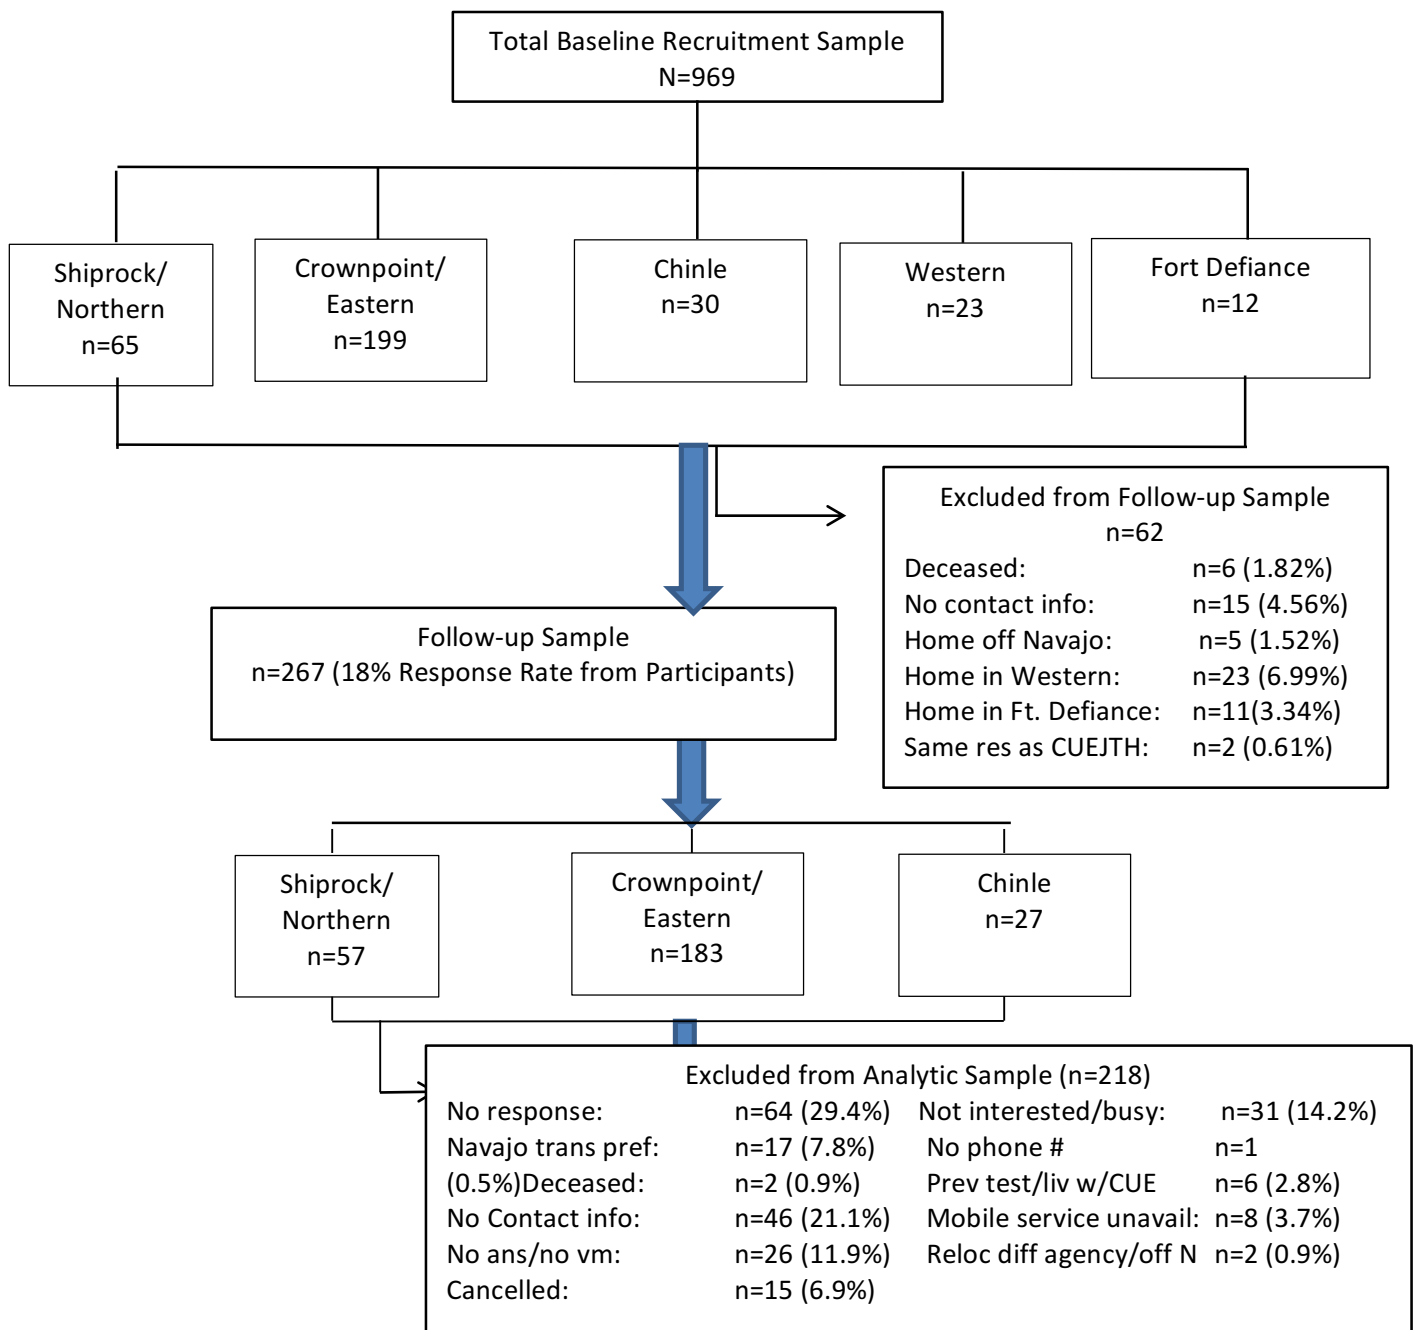 Total Baseline Recruitment Sample
N=969
Shiprock/
Northern
n=65
Crownpoint/
Eastern
n=199
Chinle
n=30
Western
n=23
Fort Defiance
n=12
Excluded from Follow-up Sample
n=62
Deceased: n=6 (1.82%)
No contact info: n=15 (4.56%)
Home off Navajo: n=5 (1.52%)
Home in Western: n=23 (6.99%)
Home in Ft. Defiance: n=11(3.34%)
Same res as CUEJTH: n=2 (0.61%)
Follow-up Sample
n=267 (18% Response Rate from Participants)
Shiprock/
Northern
n=57
Crownpoint/
Eastern
n=183
Chinle
n=27
Excluded from Analytic Sample (n=218)
No response: n=64 (29.4%) Not interested/busy: n=31 (14.2%)
Navajo trans pref: n=17 (7.8%) No phone # n=1
(0.5%)Deceased: n=2 (0.9%) Prev test/liv w/CUE n=6 (2.8%)
No Contact info: n=46 (21.1%) Mobile service unavail: n=8 (3.7%)
No ans/no vm: n=26 (11.9%) Reloc diff agency/off N n=2 (0.9%)
Cancelled: n=15 (6.9%)